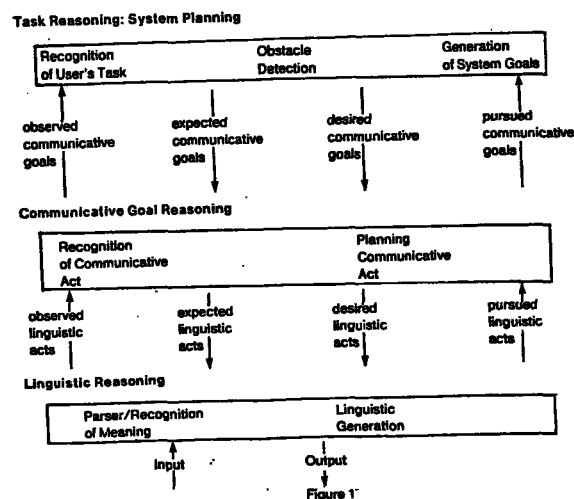 Task Reasoning: System Planning
Recognition of User's Task
Obstacle Detection
Generation of System Goals
observed communicative goals
expected communicative goals
desired communicative goals
pursued communicative goals
Communicative Goal Reasoning
Recognition of Communicative Act
Planning Communicative Act
observed linguistic acts
expected linguistic acts
desired linguistic acts
pursued linguistic acts
Linguistic Reasoning
Parser/Recognition of Meaning
Linguistic Generation
Input
Output
Figure 1